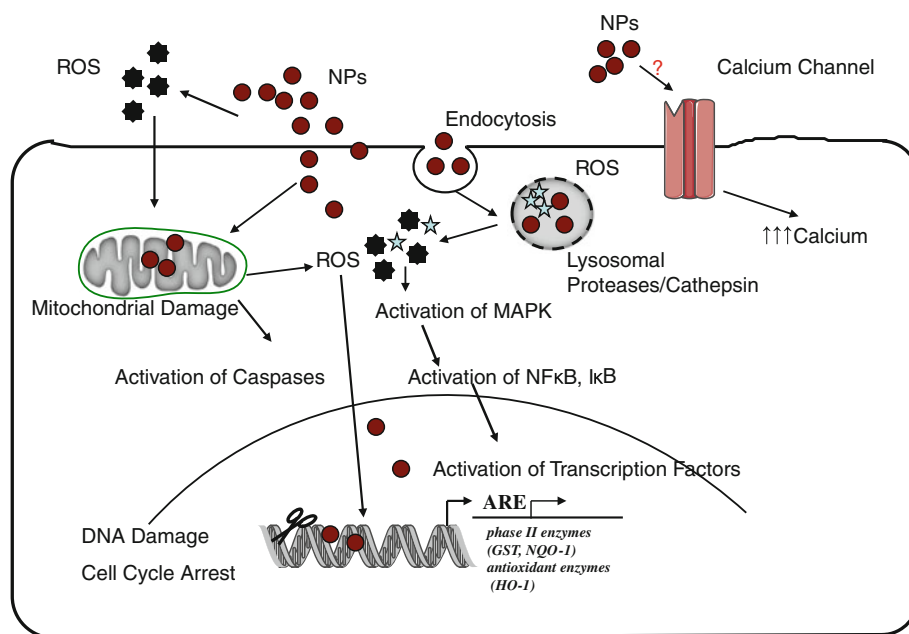 NPs
ROS
NPs
?
Calcium Channel
Endocytosis
ROS
↑↑↑Calcium
ROS
Lysosomal
Proteases/Cathepsin
Mitochondrial Damage
Activation of MAPK
Activation of Caspases
Activation of NFκB, IκB
Activation of Transcription Factors
ARE
DNA Damage
Cell Cycle Arrest
phase II enzymes
(GST, NQO-1)
antioxidant enzymes
(HO-1)